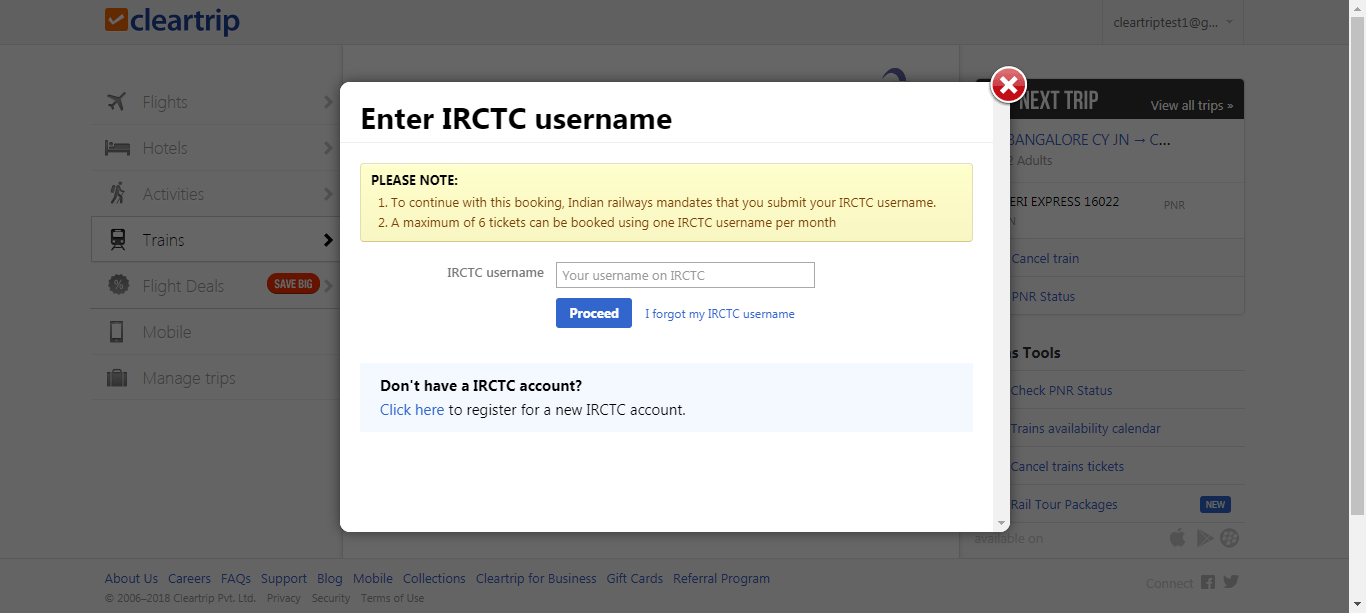 cleartrip
cleartriptest1@g...
Flights
Hotels
Activities
Trains
Flight Deals SAVE BIG
Mobile
Manage trips
Enter IRCTC username
PLEASE NOTE:
1. To continue with this booking, Indian railways mandates that you submit your IRCTC username.
2. A maximum of 6 tickets can be booked using one IRCTC username per month
IRCTC username Your username on IRCTC
Proceed I forgot my IRCTC username
Don't have a IRCTC account?
Click here to register for a new IRCTC account.
NEXT TRIP View all trips »
BANGALORE CY JN → C...
2 Adults
ERI EXPRESS 16022 PNR
N
Cancel train
PNR Status
s Tools
Check PNR Status
Trains availability calendar
Cancel trains tickets
Rail Tour Packages NEW
available on
About Us Careers FAQs Support Blog Mobile Collections Cleartrip for Business Gift Cards Referral Program
© 2006–2018 Cleartrip Pvt. Ltd. Privacy Security Terms of Use
Connect